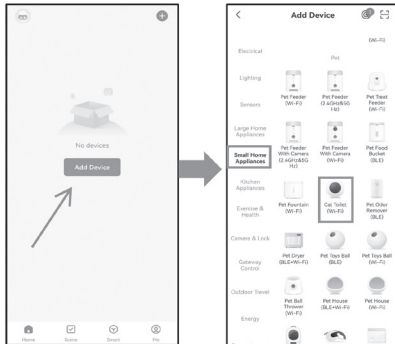 No devices
Add Device
Home
Scene
Smart
Me
Add Device
(Wi-Fi)
Electrical
Pet
Lighting
Sensors
Large Home
Appliances
Small Home
Appliances
Kitchen
Appliances
Exercise &
Health
Camera & Lock
Gateway
Control
Outdoor Travel
Energy
Pet Feeder
(Wi-Fi)
Pet Feeder
(2.4GHz&5G
Hz)
Pet Treat
Feeder
(Wi-Fi)
Pet Feeder
With Camera
(2.4GHz&5G
Hz)
Pet Feeder
With Camera
(Wi-Fi)
Pet Food
Bucket
(BLE)
Pet Fountain
(Wi-Fi)
Cat Toilet
(Wi-Fi)
Pet Odor
Remover
(BLE)
Pet Dryer
(BLE+Wi-Fi)
Pet Toys Ball
(BLE)
Pet Toys Ball
(Wi-Fi)
Pet Ball
Thrower
(Wi-Fi)
Pet House
(BLE+Wi-Fi)
Pet House
(Wi-Fi)